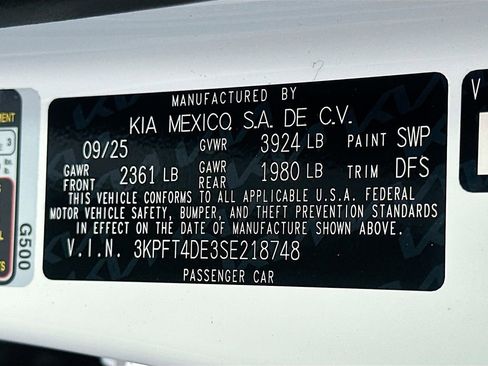 MANUFACTURED BY
KIA MEXICO, S.A. DE C.V.
09/25 GVWR 3924 LB PAINT SWP
GAWR FRONT 2361 LB GAWR REAR 1980 LB TRIM DFS
THIS VEHICLE CONFORMS TO ALL APPLICABLE U.S.A. FEDERAL
MOTOR VEHICLE SAFETY, BUMPER, AND THEFT PREVENTION STANDARDS
IN EFFECT ON THE DATE OF MANUFACTURE SHOWN ABOVE.
V.I.N. 3KPFT4DE3SE218748
PASSENGER CAR
G500